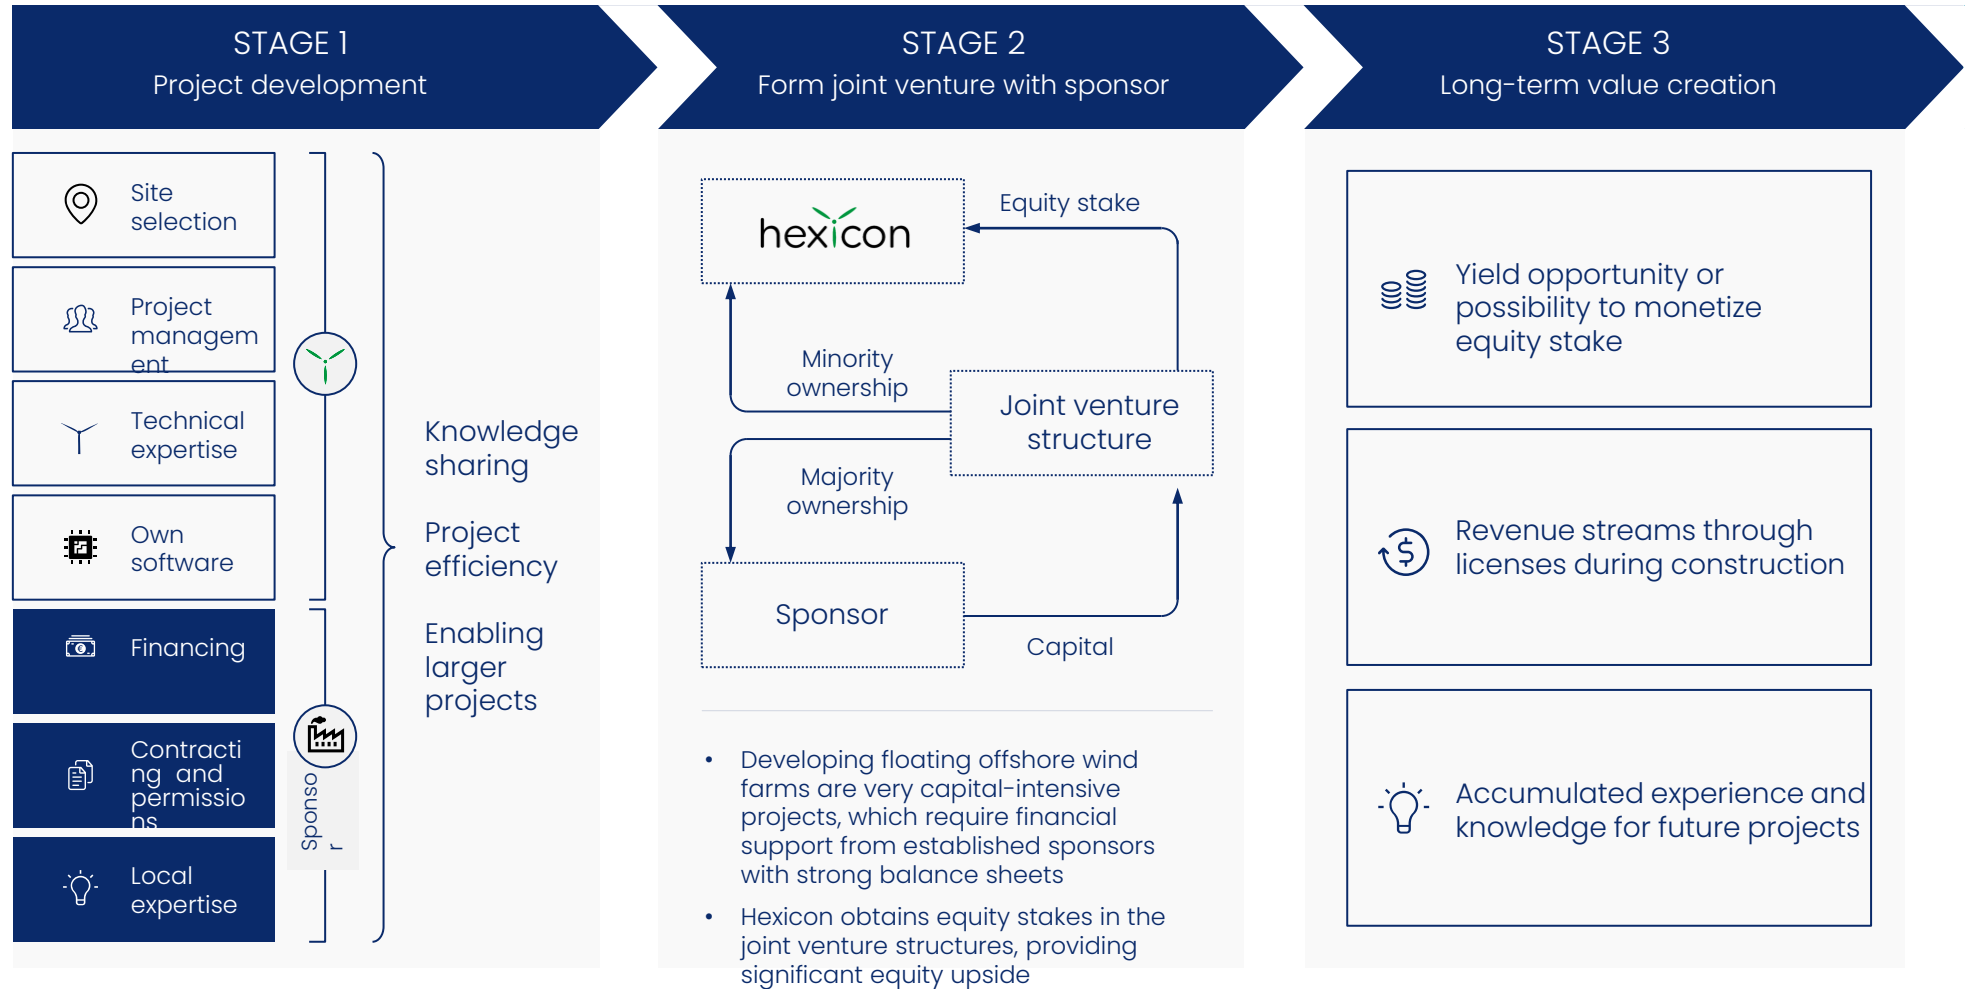 STAGE 1
Project development
STAGE 2
Form joint venture with sponsor
STAGE 3
Long-term value creation
Site
selection
Project
managem
ent
Technical
expertise
Own
software
Financing
Contracti
ng and
permissio
ns
Local
expertise
Sponso
r
Knowledge
sharing
Project
efficiency
Enabling
larger
projects
hexicon
Equity stake
Minority
ownership
Joint venture
structure
Majority
ownership
Sponsor
Capital
• Developing floating offshore wind
farms are very capital-intensive
projects, which require financial
support from established sponsors
with strong balance sheets
• Hexicon obtains equity stakes in the
joint venture structures, providing
significant equity upside
Yield opportunity or
possibility to monetize
equity stake
Revenue streams through
licenses during construction
Accumulated experience and
knowledge for future projects